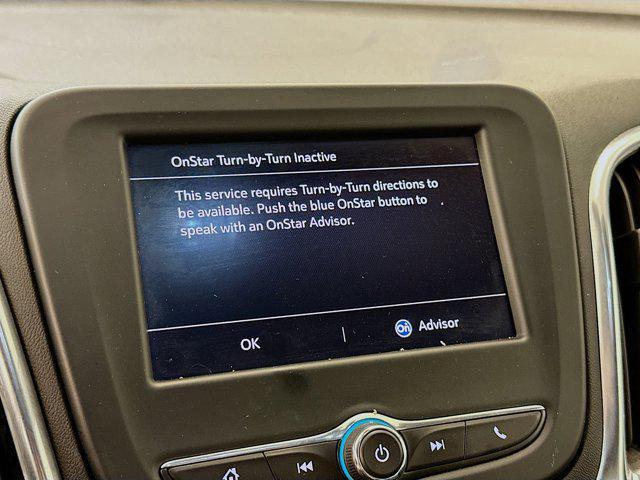 OnStar Turn-by-Turn Inactive
This service requires Turn-by-Turn directions to
be available. Push the blue OnStar button to
speak with an OnStar Advisor.
OK | On Advisor